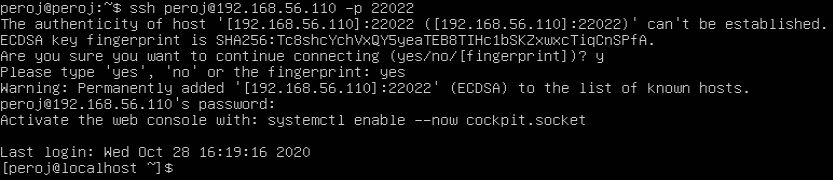 peroj@peroj:~$ ssh peroj@192.168.56.110 -p 22022
The authenticity of host '[192.168.56.110]:22022 ([192.168.56.110]:22022)' can't be established.
ECDSA key fingerprint is SHA256:Tc8shcYchVxQY5yeaTEB8TIHc1bSKZxwxcTiqCnSPfA.
Are you sure you want to continue connecting (yes/no/[fingerprint])? y
Please type 'yes', 'no' or the fingerprint: yes
Warning: Permanently added '[192.168.56.110]:22022' (ECDSA) to the list of known hosts.
peroj@192.168.56.110's password:
Activate the web console with: systemctl enable --now cockpit.socket

Last login: Wed Oct 28 16:19:16 2020
[peroj@localhost ~]$